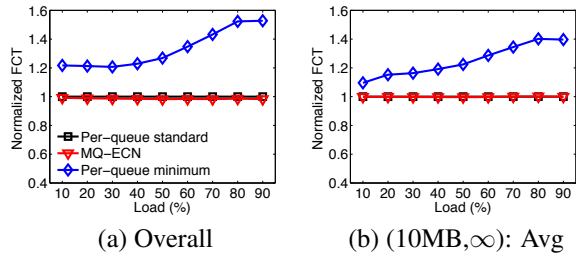 1.6
1.4
1.2
1
0.8
0.6
0.4
Normalized FCT
Per-queue standard
MQ-ECN
Per-queue minimum
10 20 30 40 50 60 70 80 90
Load (%)
(a) Overall
1.6
1.4
1.2
1
0.8
0.6
0.4
Normalized FCT
10 20 30 40 50 60 70 80 90
Load (%)
(b) (10MB,∞): Avg